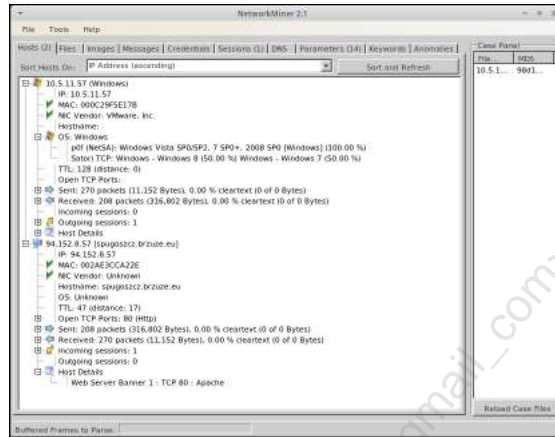 NetworkMiner 2.1
File Tools Help
Hosts (2) Files Images Messages Credentials Sessions (1) DNS Parameters (14) Keywords Anomalies
Sort Hosts On: IP Address (ascending) Sort and Refresh
10.5.11.57 (Windows)
IP: 10.5.11.57
MAC: 000C29F5E17B
NIC Vendor: VMware, Inc.
Hostname:
OS: Windows
p0f (NetSA): Windows Vista SP0/SP2, 7 SP0+, 2008 SP0 [Windows] (100.00 %)
Satori TCP: Windows - Windows 8 (50.00 %) Windows - Windows 7 (50.00 %)
TTL: 128 (distance: 0)
Open TCP Ports:
Sent: 270 packets (11,152 Bytes), 0.00 % cleartext (0 of 0 Bytes)
Received: 208 packets (316,802 Bytes), 0.00 % cleartext (0 of 0 Bytes)
Incoming sessions: 0
Outgoing sessions: 1
Host Details
94.152.8.57 [spugoszcz.brzuze.eu]
IP: 94.152.8.57
MAC: 002AE3CCA22E
NIC Vendor: Unknown
Hostname: spugoszcz.brzuze.eu
OS: Unknown
TTL: 47 (distance: 17)
Open TCP Ports: 80 (Http)
Sent: 208 packets (316,802 Bytes), 0.00 % cleartext (0 of 0 Bytes)
Received: 270 packets (11,152 Bytes), 0.00 % cleartext (0 of 0 Bytes)
Incoming sessions: 1
Outgoing sessions: 0
Host Details
Web Server Banner 1 : TCP 80 : Apache
Case Panel
File... MD5
10.5.1... 98d1...
Reload Case Files
Buffered Frames to Parse:
gmail_com